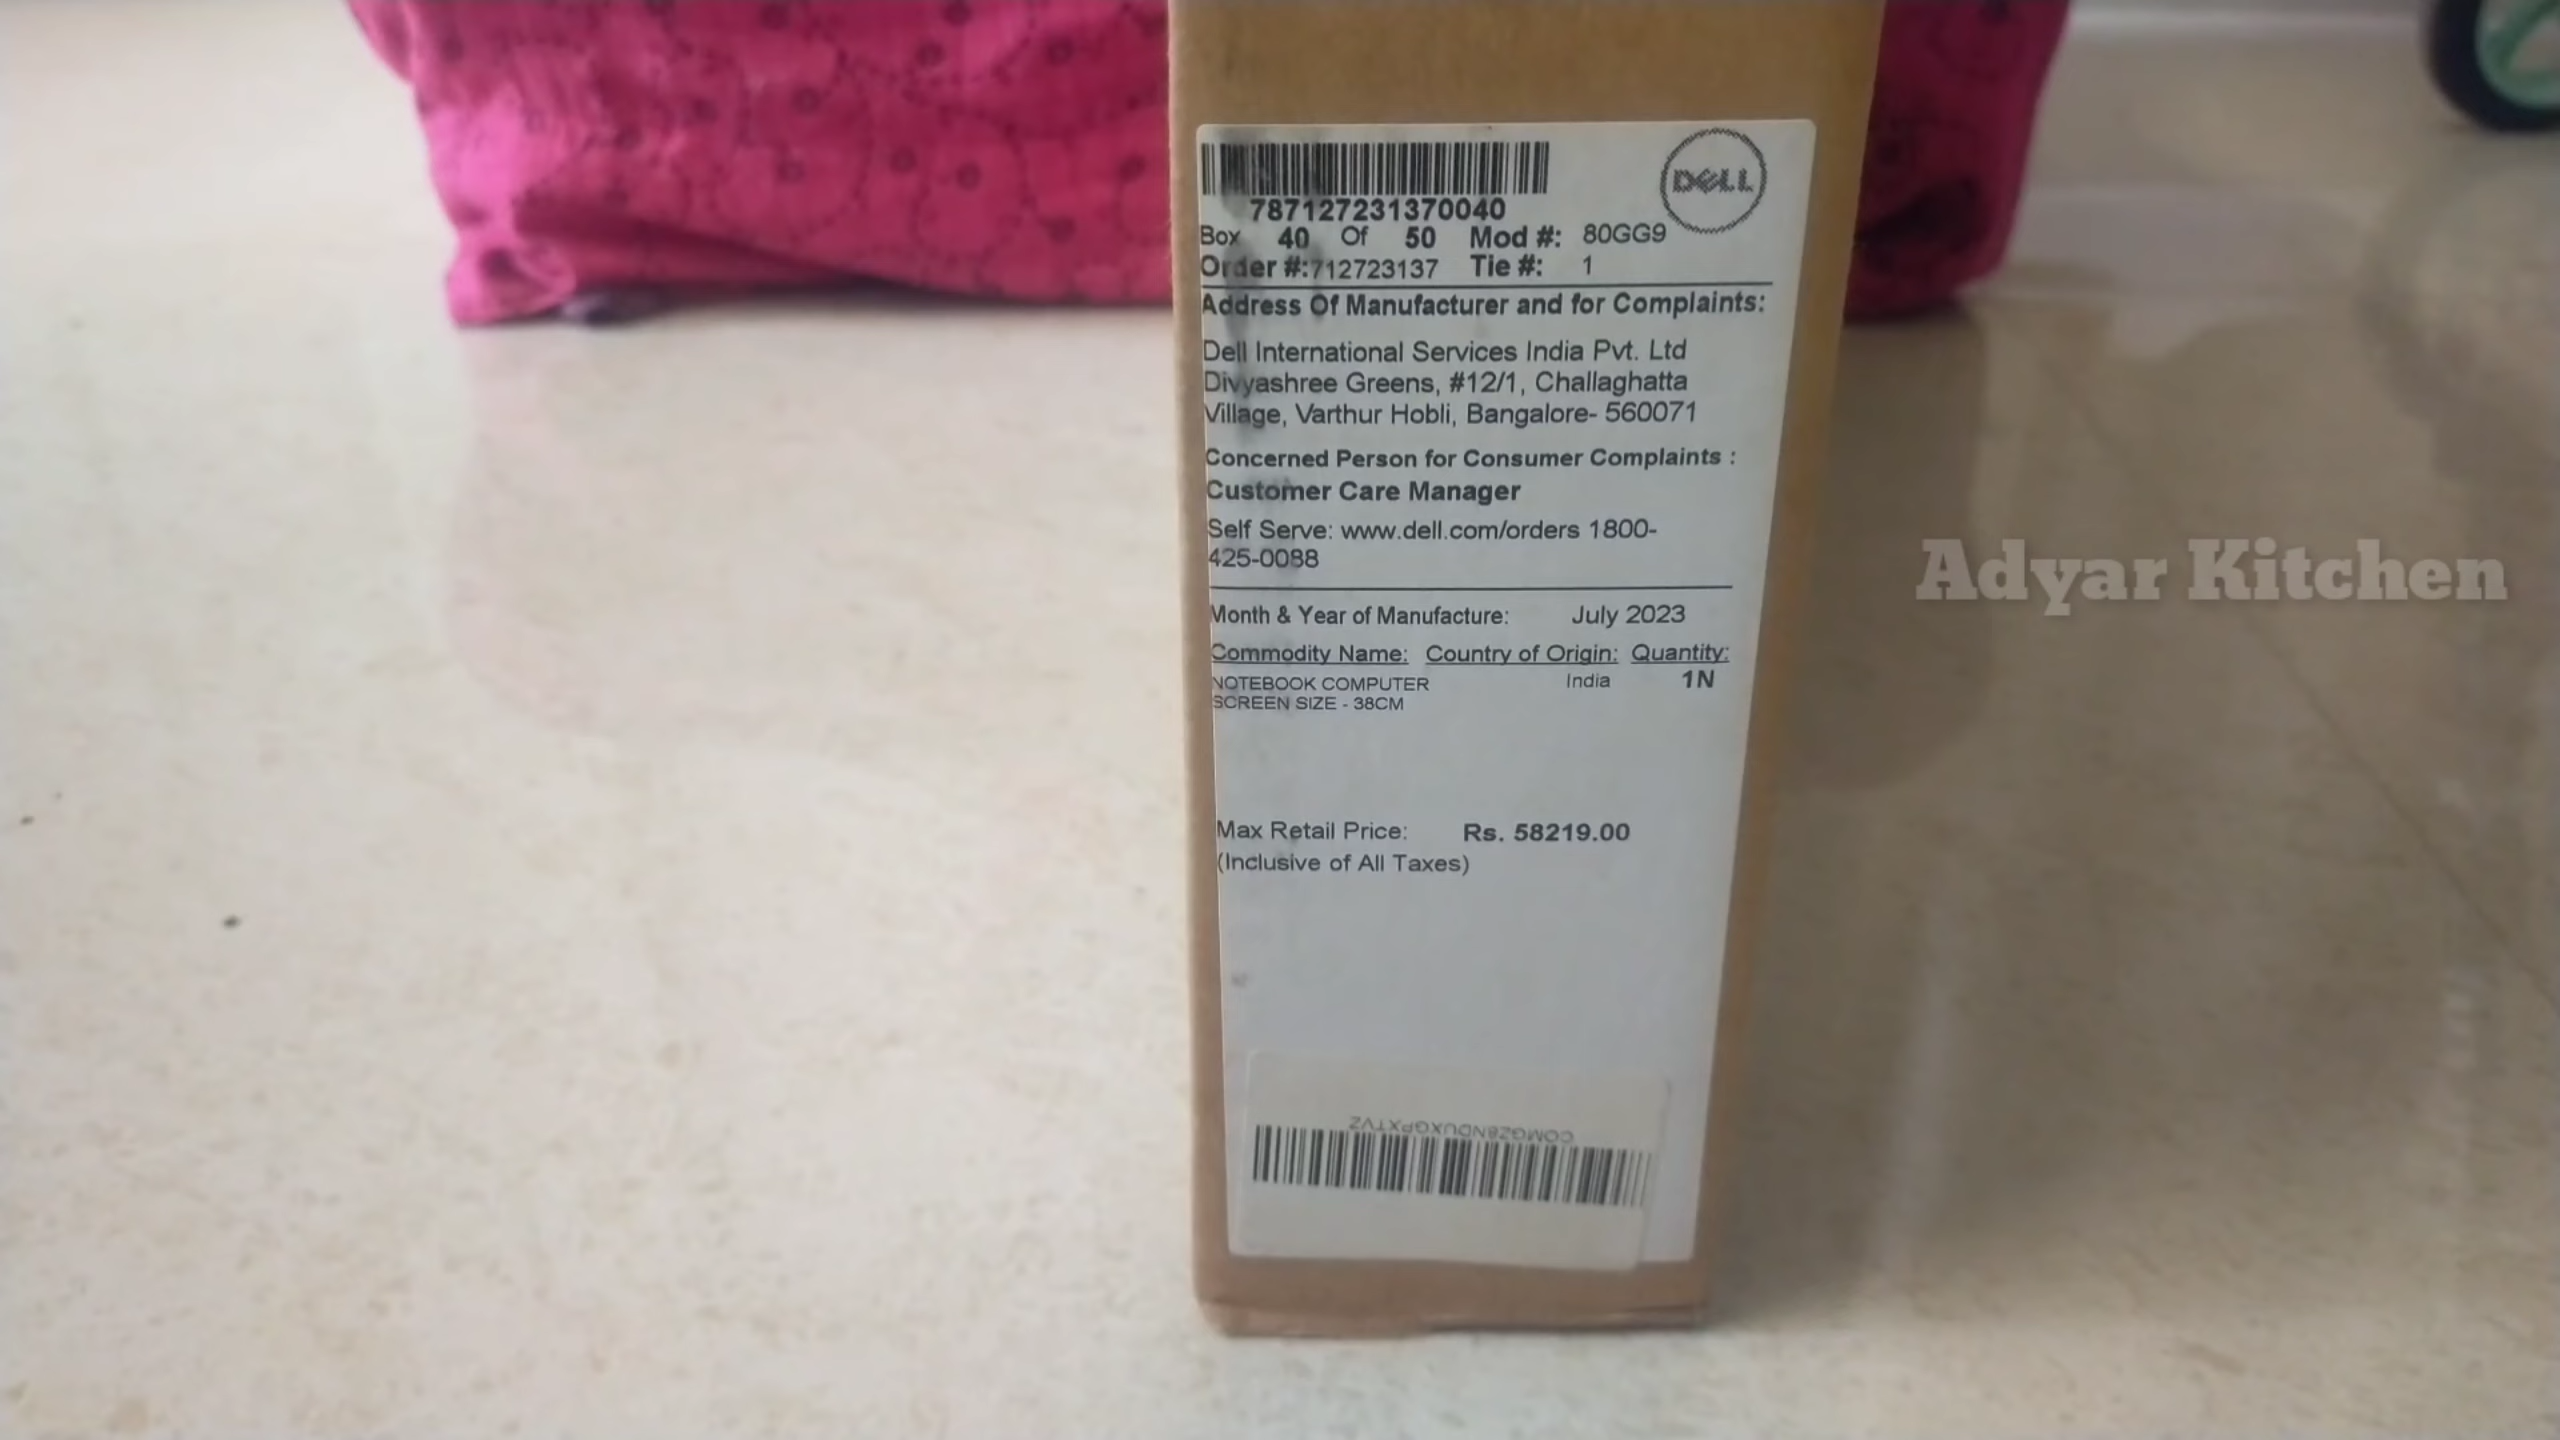 DELL
787127231370040
Box 40 Of 50 Mod #: 80GG9
Order #:712723137 Tie #: 1
Address Of Manufacturer and for Complaints:
Dell International Services India Pvt. Ltd
Divyashree Greens, #12/1, Challaghatta
Village, Varthur Hobli, Bangalore- 560071
Concerned Person for Consumer Complaints :
Customer Care Manager
Self Serve: www.dell.com/orders 1800-
425-0088
Month & Year of Manufacture: July 2023
Commodity Name: Country of Origin: Quantity:
NOTEBOOK COMPUTER India 1N
SCREEN SIZE - 38CM
Max Retail Price: Rs. 58219.00
(Inclusive of All Taxes)
Adyar Kitchen